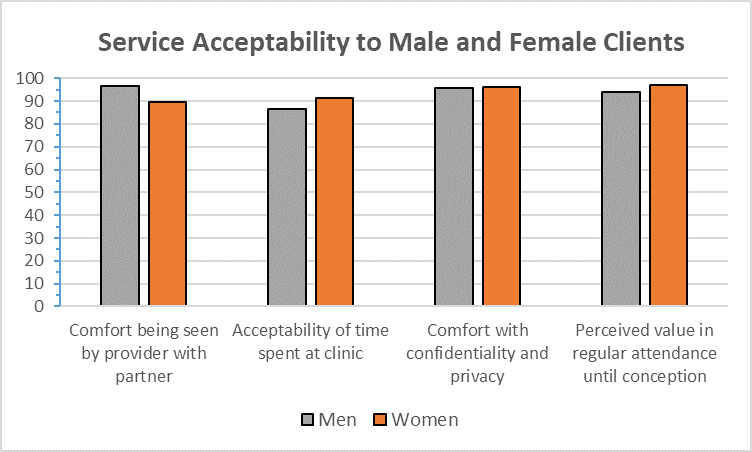 Service Acceptability to Male and Female Clients
100
90
80
70
60
50
40
30
20
10
0
Comfort being seen
by provider with
partner
Acceptability of time
spent at clinic
Comfort with
confidentiality and
privacy
Perceived value in
regular attendance
until conception
Men
Women